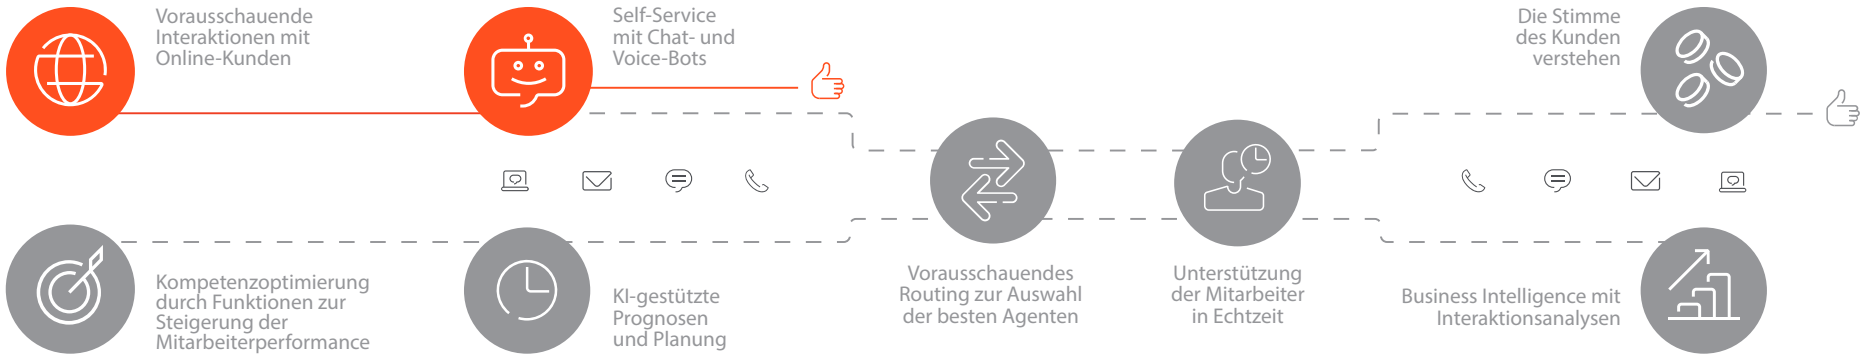 Vorausschauende
Interaktionen mit
Online-Kunden
Self-Service
mit Chat- und
Voice-Bots
Die Stimme
des Kunden
verstehen
Kompetenzoptimierung
durch Funktionen zur
Steigerung der
Mitarbeiterperformance
KI-gestützte
Prognosen
und Planung
Vorausschauendes
Routing zur Auswahl
der besten Agenten
Unterstützung
der Mitarbeiter
in Echtzeit
Business Intelligence mit
Interaktionsanalysen